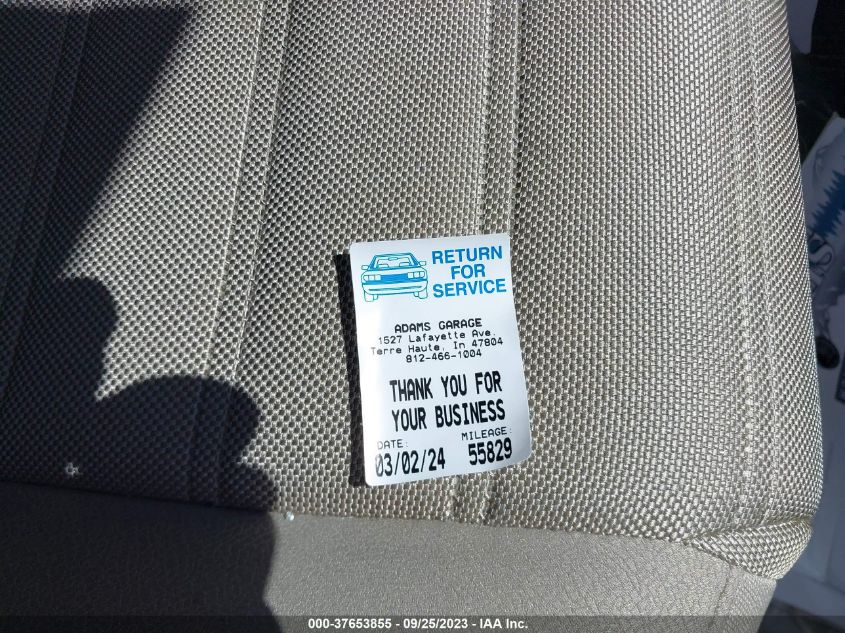 RETURN
FOR
SERVICE
ADAMS GARAGE
1527 Lafayette Ave.
Terre Haute, In 47804
812-466-1004
THANK YOU FOR
YOUR BUSINESS
DATE: MILEAGE:
03/02/24 55829
000-37653855 — 09/25/2023 — IAA Inc.